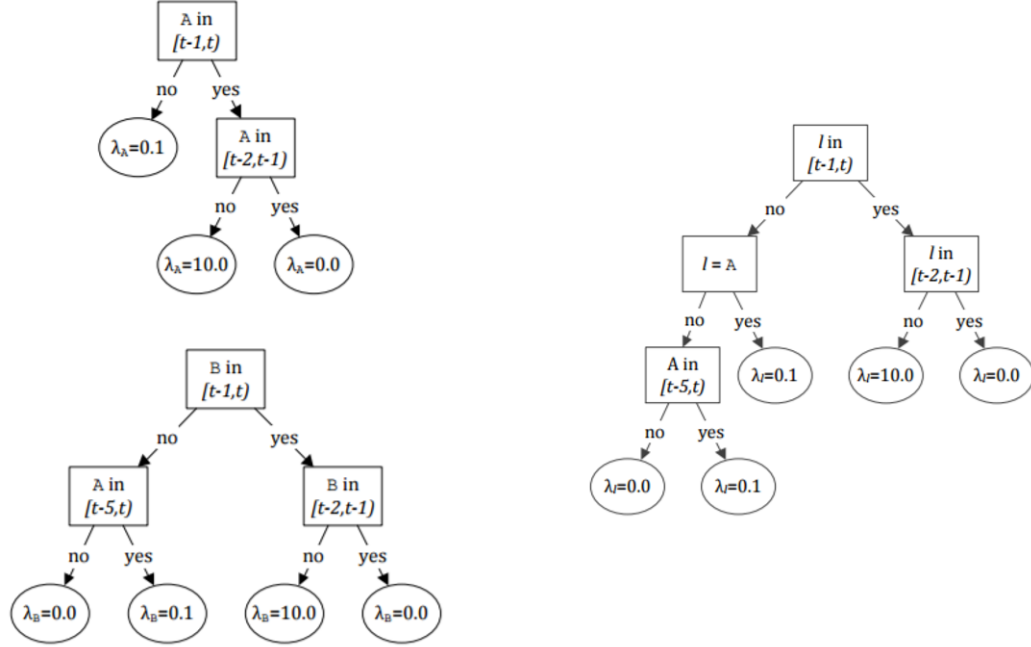 A in
[t-1,t)
no
yes
λA=0.1
A in
[t-2,t-1)
no
yes
λA=10.0
λA=0.0
B in
[t-1,t)
no
yes
A in
[t-5,t)
B in
[t-2,t-1)
no
yes
no
yes
λB=0.0
λB=0.1
λB=10.0
λB=0.0
l in
[t-1,t)
no
yes
l = A
l in
[t-2,t-1)
no
yes
no
yes
A in
[t-5,t)
λl=0.1
λl=10.0
λl=0.0
no
yes
λl=0.0
λl=0.1